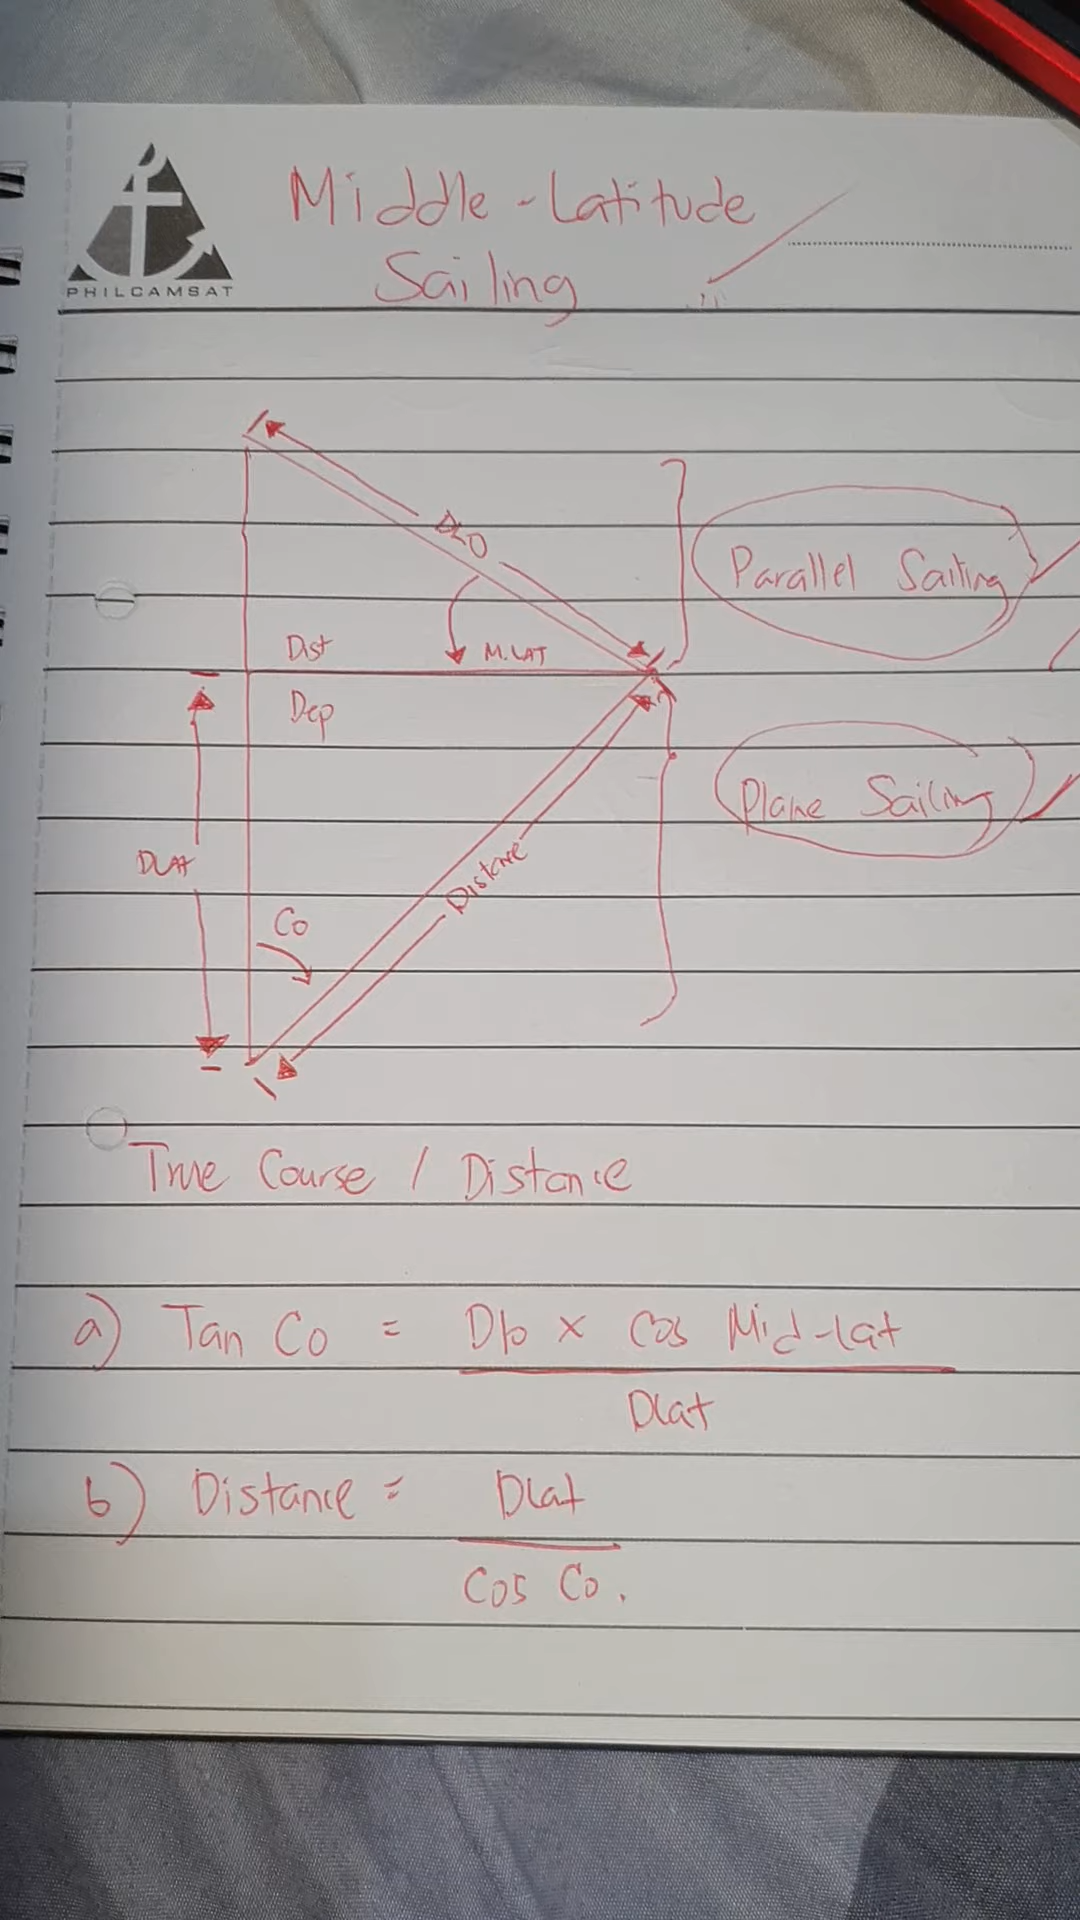 Middle-Latitude
Sailing
PHILCAMSAT
DLO
Parallel Sailing
Dist
M.LAT
Dep
Plane Sailing
DLAT
Distance
Co
True Course / Distance
a) Tan Co = Dlo x Cos Mid-lat
Dlat
b) Distance = Dlat
Cos Co.